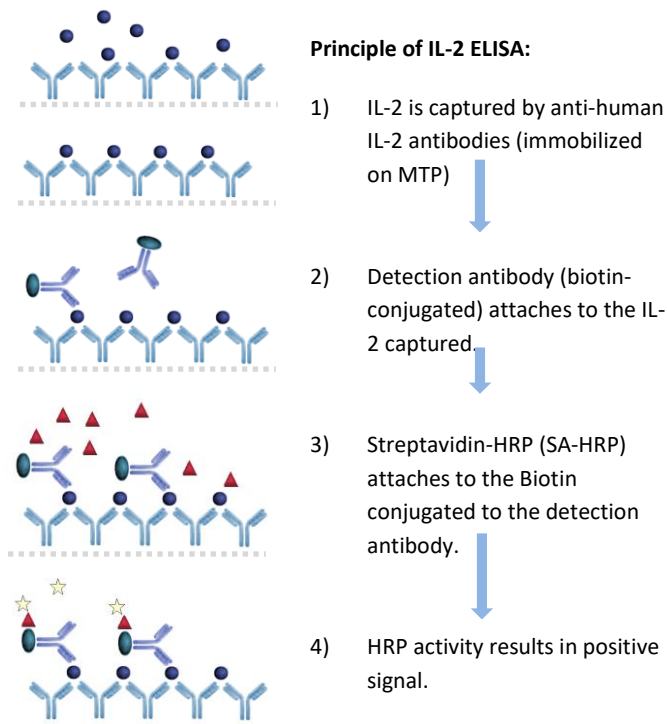 Principle of IL-2 ELISA:
1) IL-2 is captured by anti-human
IL-2 antibodies (immobilized
on MTP)
2) Detection antibody (biotin-
conjugated) attaches to the IL-
2 captured.
3) Streptavidin-HRP (SA-HRP)
attaches to the Biotin
conjugated to the detection
antibody.
4) HRP activity results in positive
signal.